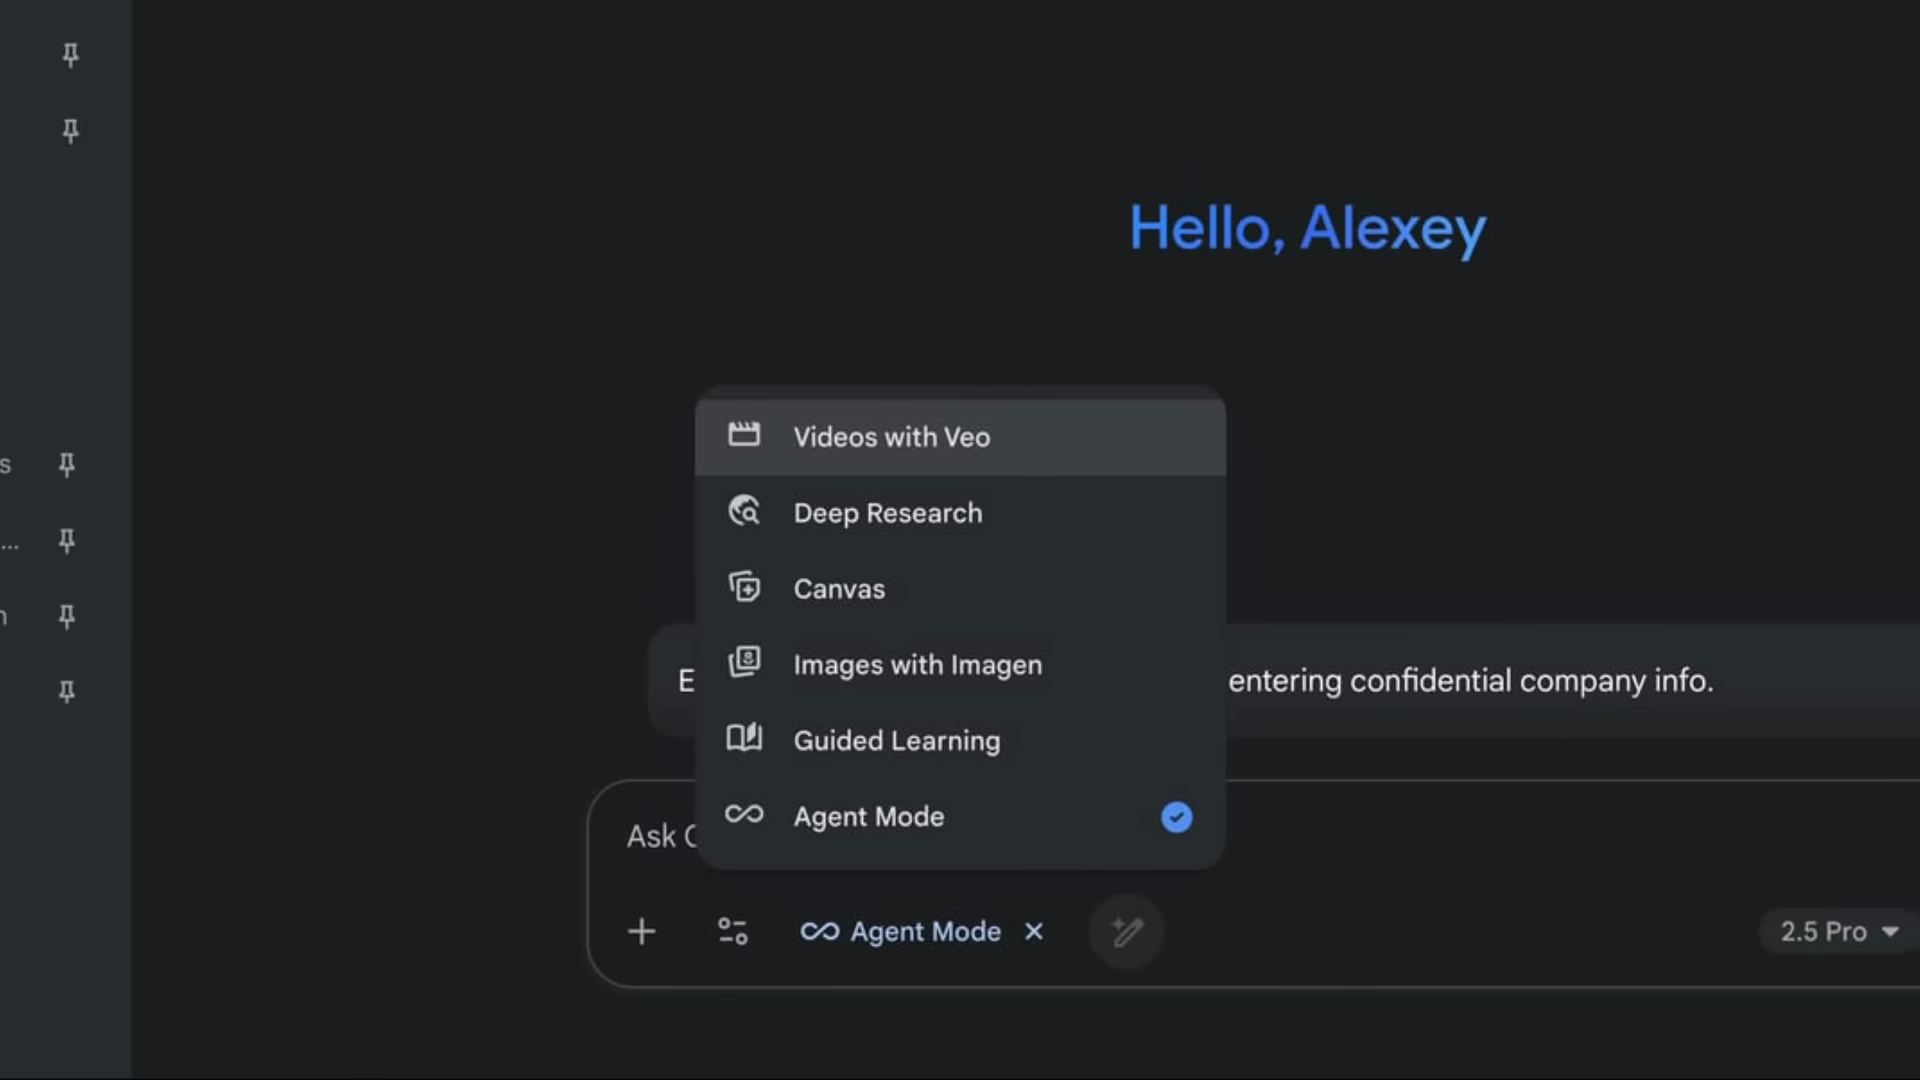 Hello, Alexey
Videos with Veo
Deep Research
Canvas
Images with Imagen
Guided Learning
Agent Mode
entering confidential company info.
Ask
Agent Mode
2.5 Pro